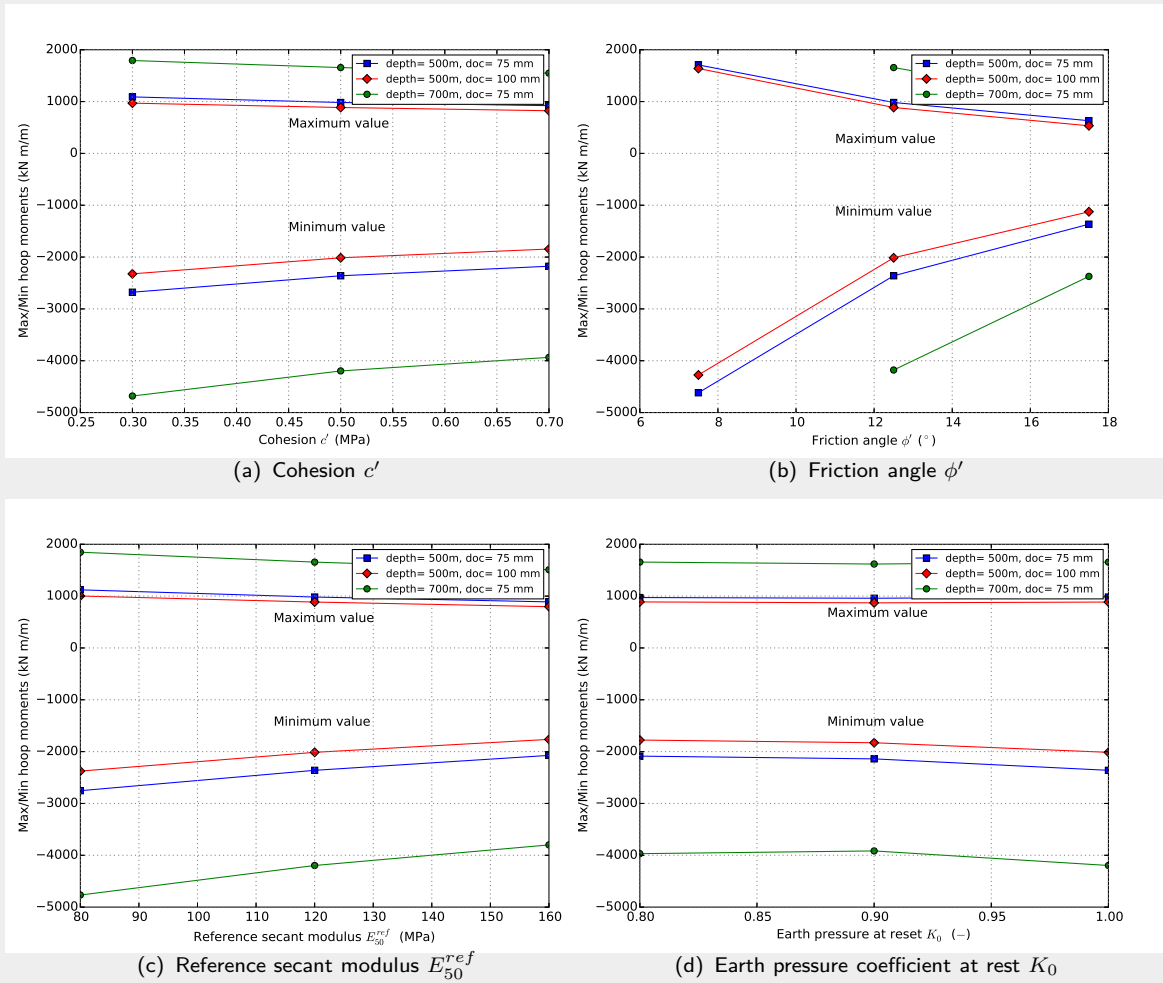 2000
1000
0
−1000
−2000
−3000
−4000
−5000
Max/Min hoop moments (kN m/m)
depth= 500m, doc= 75 mm
depth= 500m, doc= 100 mm
depth= 700m, doc= 75 mm
Maximum value
Minimum value
0.25 0.30 0.35 0.40 0.45 0.50 0.55 0.60 0.65 0.70
Cohesion c′ (MPa)
(a) Cohesion c′
2000
1000
0
−1000
−2000
−3000
−4000
−5000
Max/Min hoop moments (kN m/m)
depth= 500m, doc= 75 mm
depth= 500m, doc= 100 mm
depth= 700m, doc= 75 mm
Maximum value
Minimum value
6 8 10 12 14 16 18
Friction angle ϕ′ (°)
(b) Friction angle ϕ′
2000
1000
0
−1000
−2000
−3000
−4000
−5000
Max/Min hoop moments (kN m/m)
depth= 500m, doc= 75 mm
depth= 500m, doc= 100 mm
depth= 700m, doc= 75 mm
Maximum value
Minimum value
80 90 100 110 120 130 140 150 160
Reference secant modulus E_50^ref (MPa)
(c) Reference secant modulus E_50^ref
2000
1000
0
−1000
−2000
−3000
−4000
−5000
Max/Min hoop moments (kN m/m)
depth= 500m, doc= 75 mm
depth= 500m, doc= 100 mm
depth= 700m, doc= 75 mm
Maximum value
Minimum value
0.80 0.85 0.90 0.95 1.00
Earth pressure at reset K_0 (−)
(d) Earth pressure coefficient at rest K_0